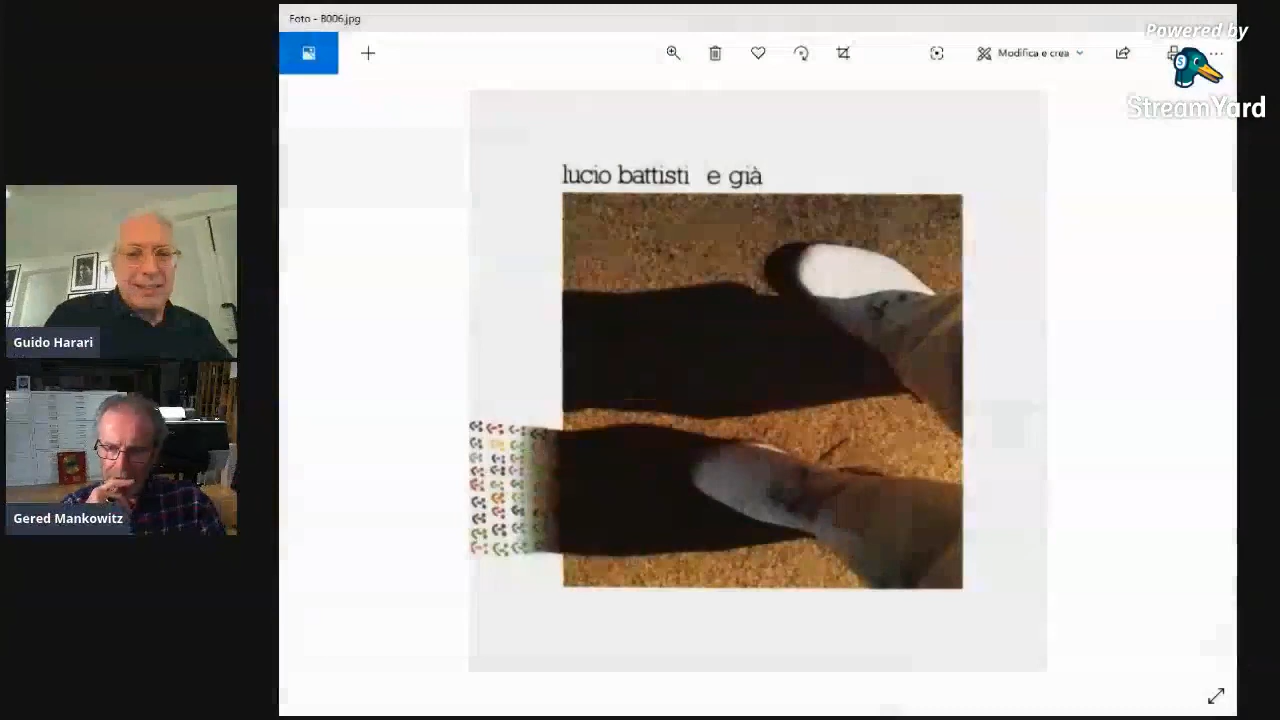 Foto - B006.jpg
Powered by
Modifica e crea
StreamYard
lucio battisti e già
Guido Harari
Gered Mankowitz